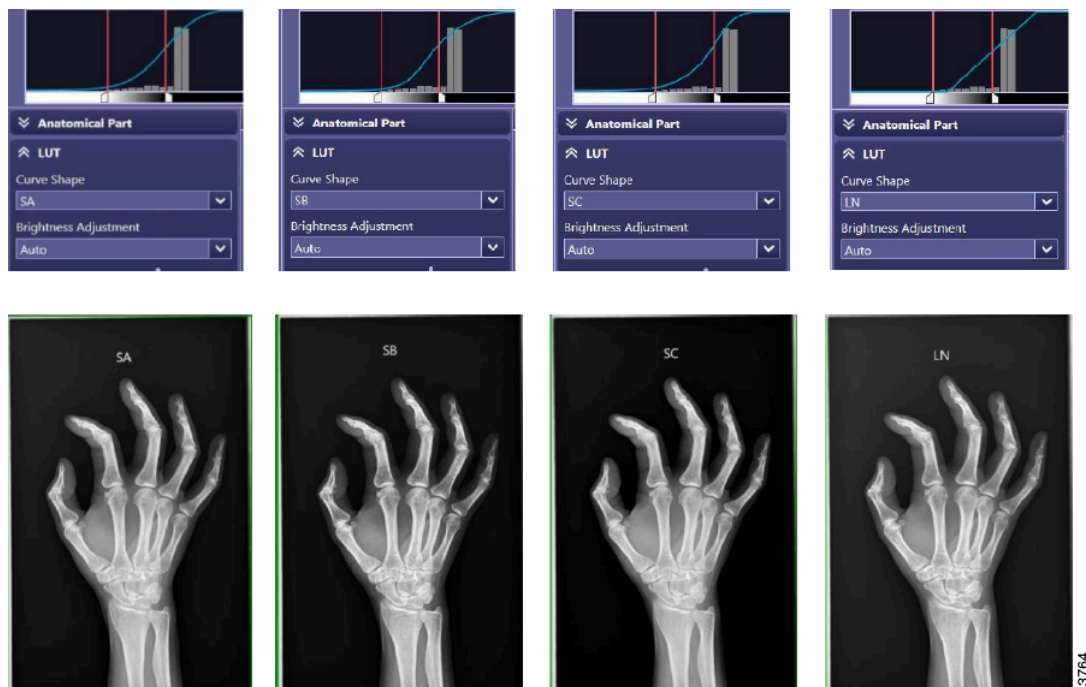 Anatomical Part
LUT
Curve Shape
SA
Brightness Adjustment
Auto
Anatomical Part
LUT
Curve Shape
SB
Brightness Adjustment
Auto
Anatomical Part
LUT
Curve Shape
SC
Brightness Adjustment
Auto
Anatomical Part
LUT
Curve Shape
LN
Brightness Adjustment
Auto
SA
SB
SC
LN
3764